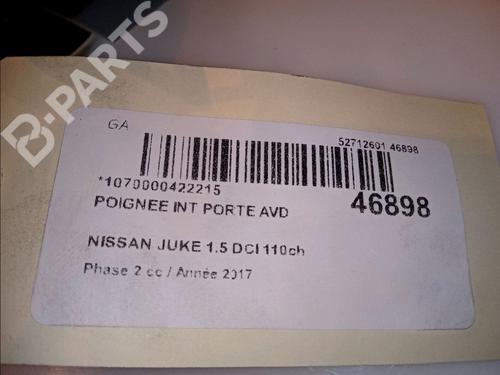 B-PARTS
GA
52712601 46898
*1070000422215
POIGNEE INT PORTE AVD
46898
NISSAN JUKE 1.5 DCI 110ch
Phase 2 cc / Année 2017